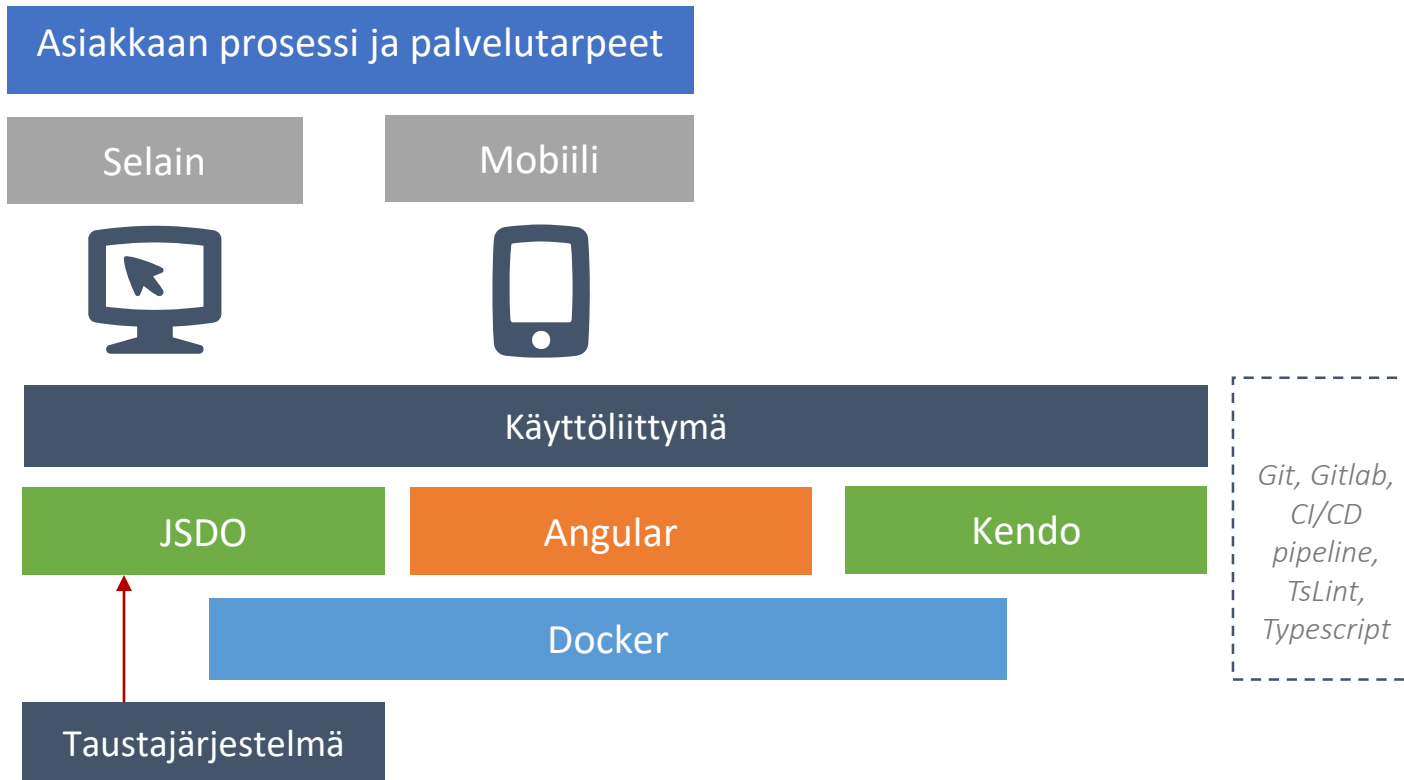 Asiakkaan prosessi ja palvelutarpeet
Selain
Mobiili
Käyttöliittymä
JSDO
Angular
Kendo
Git, Gitlab,
CI/CD
pipeline,
TsLint,
Typescript
Docker
Taustajärjestelmä